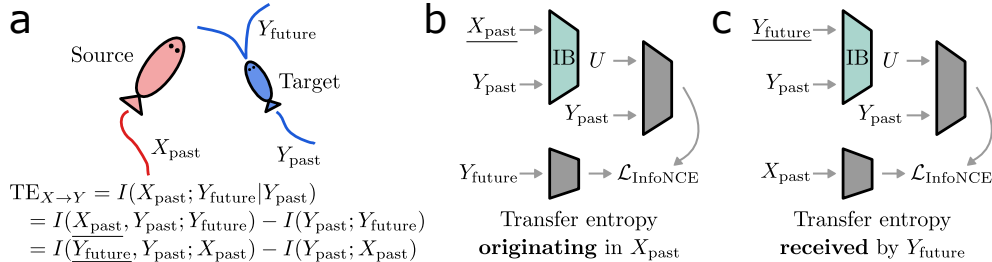 a
Source
Y_future
Target
X_past
Y_past
TE_{X→Y} = I(X_past; Y_future|Y_past)
= I(X_past, Y_past; Y_future) − I(Y_past; Y_future)
= I(Y_future, Y_past; X_past) − I(Y_past; X_past)
b
X_past
IB
U
Y_past
Y_past
Y_future
ℒ_InfoNCE
Transfer entropy
originating in X_past
c
Y_future
IB
U
Y_past
Y_past
X_past
ℒ_InfoNCE
Transfer entropy
received by Y_future